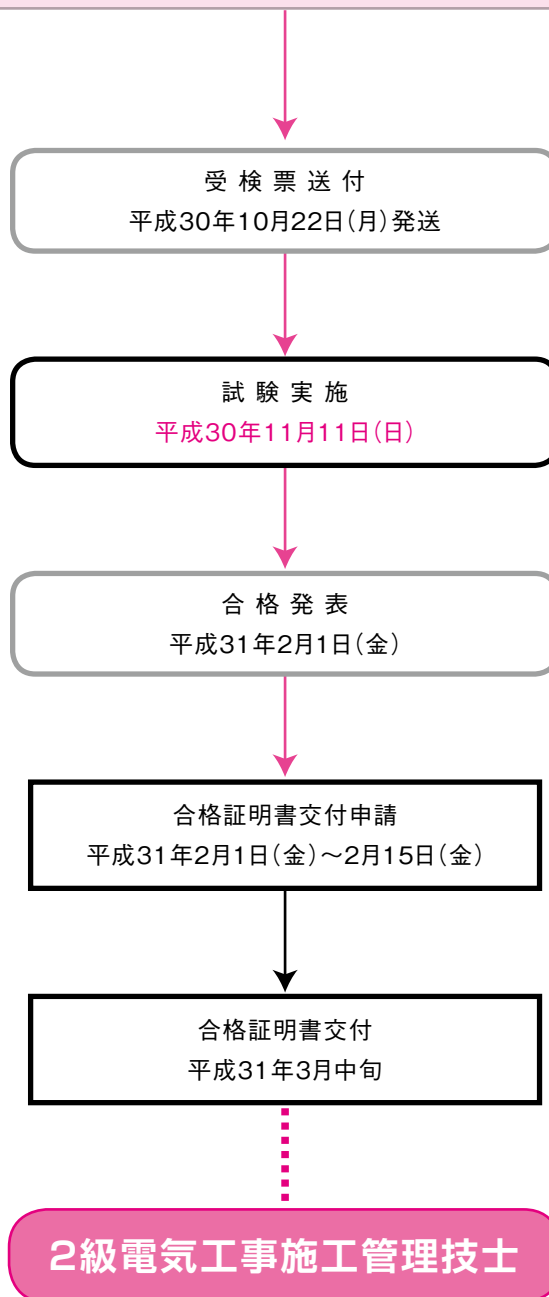 受検票送付
平成30年10月22日(月)発送
試験実施
平成30年11月11日(日)
合格発表
平成31年2月1日(金)
合格証明書交付申請
平成31年2月1日(金)～2月15日(金)
合格証明書交付
平成31年3月中旬
2級電気工事施工管理技士